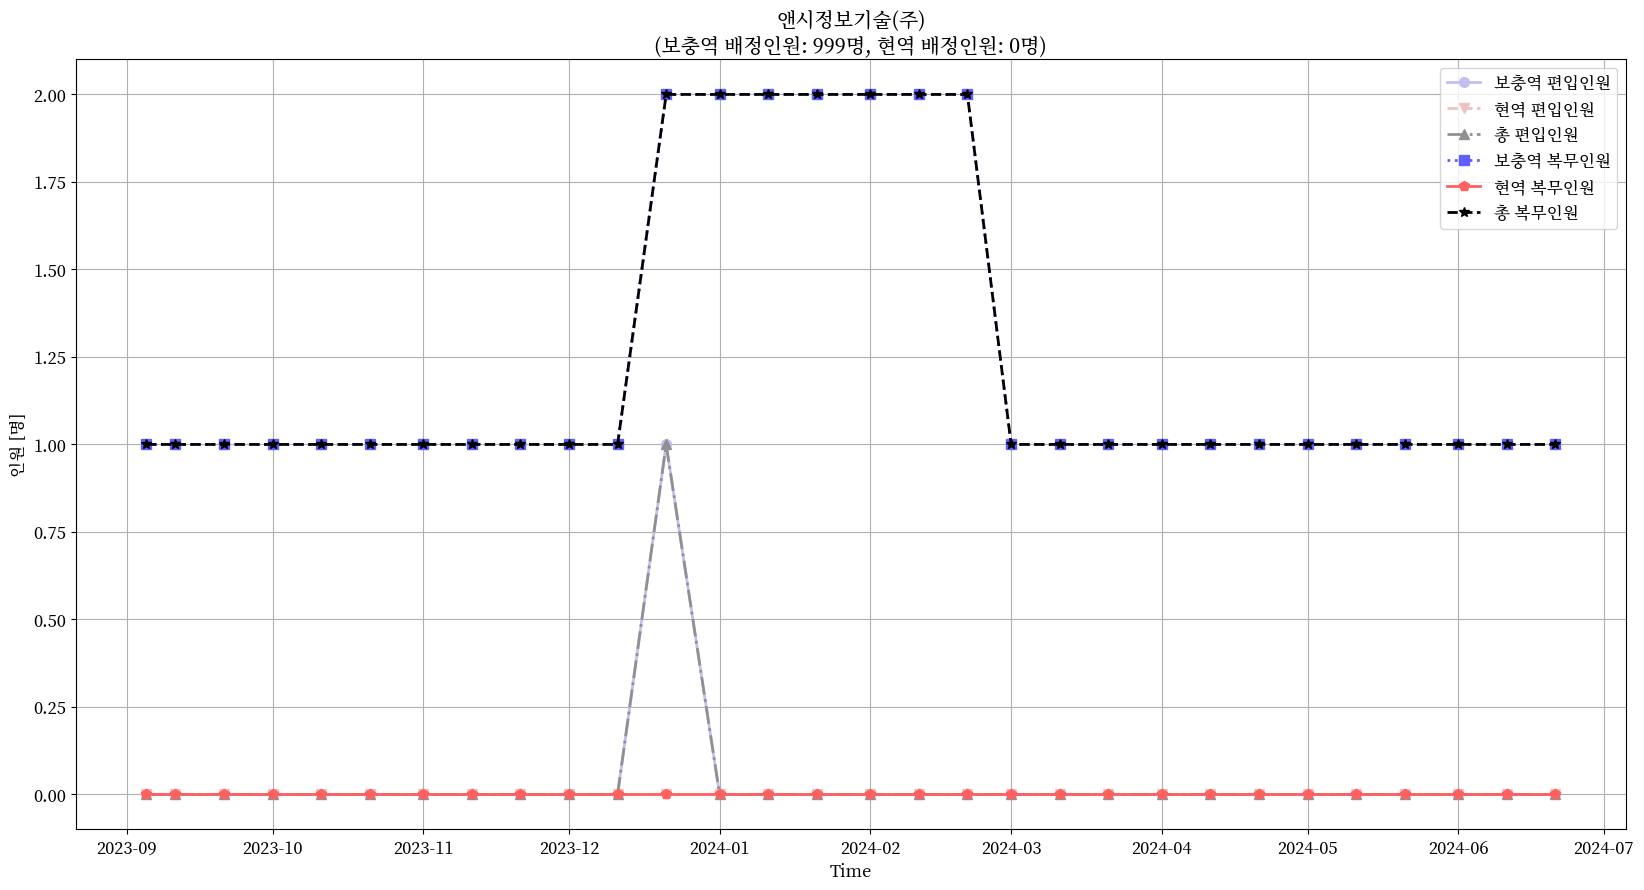 앤시정보기술(주)
(보충역 배정인원: 999명, 현역 배정인원: 0명)
보충역 편입인원
현역 편입인원
총 편입인원
보충역 복무인원
현역 복무인원
총 복무인원
2.00
1.75
1.50
1.25
1.00
0.75
0.50
0.25
0.00
인원 [명]
2023-09 2023-10 2023-11 2023-12 2024-01 2024-02 2024-03 2024-04 2024-05 2024-06 2024-07
Time